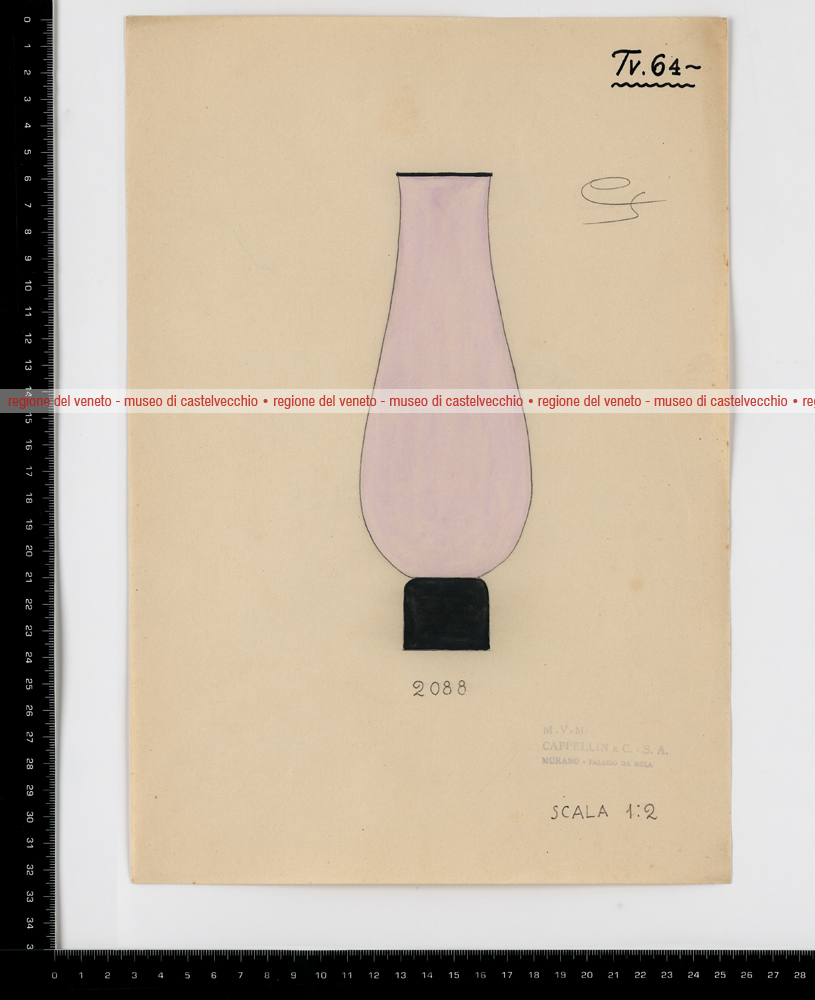 Tv. 64~
regione del veneto - museo di castelvecchio • regione del veneto - museo di castelvecchio • regione del veneto - museo di castelvecchio • reg
2088
M.V.M.
CAPPELLIN & C. S. A.
MURANO - PALAZZO DA MULA
SCALA 1:2
0 1 2 3 4 5 6 7 8 9 10 11 12 13 14 15 16 17 18 19 20 21 22 23 24 25 26 27 28 29 30 31 32 33 34 3
0 1 2 3 4 5 6 7 8 9 10 11 12 13 14 15 16 17 18 19 20 21 22 23 24 25 26 27 28